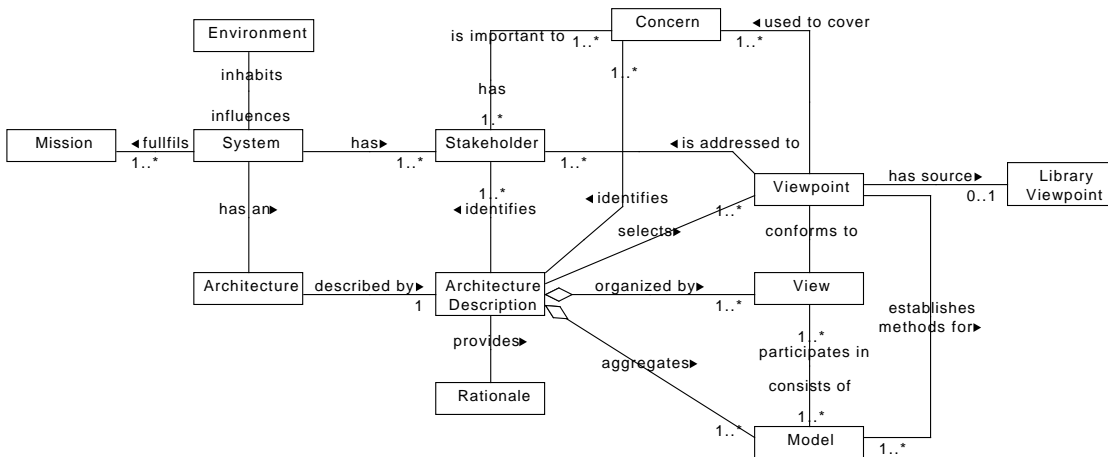 Concern
◄ used to cover
Environment
is important to
1..*
1..*
1..*
inhabits
has
influences
1.*
Mission
◄ fullfils
System
has►
Stakeholder
◄ is addressed to
1..*
1..*
1..*
Viewpoint
has source►
Library
Viewpoint
0..1
has an►
1..*
◄ identifies
◄ identifies
1..*
selects►
conforms to
Architecture
described by►
Architecture
Description
organized by►
View
1
1..*
establishes
methods for►
provides►
1..*
participates in
aggregates►
consists of
Rationale
1..*
1..*
Model
1..*